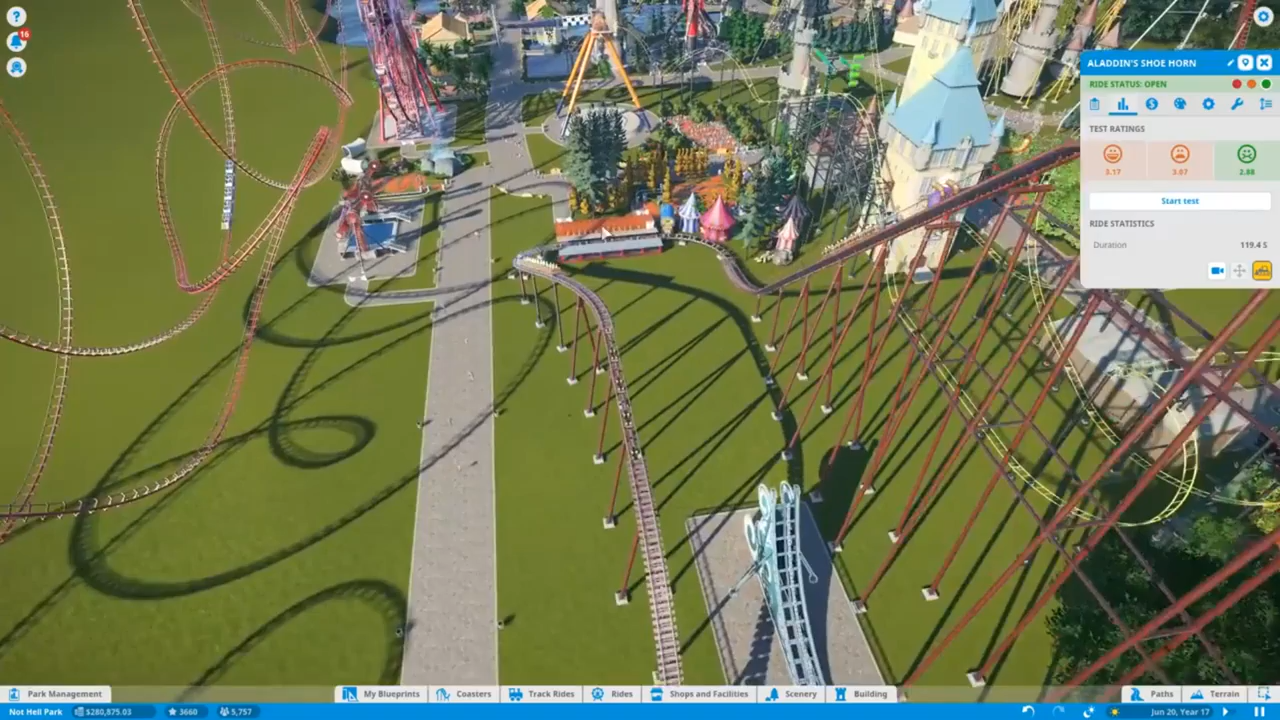 ?
16
ALADDIN'S SHOE HORN
RIDE STATUS: OPEN
TEST RATINGS
3.17 3.07 2.88
Start test
RIDE STATISTICS
Duration 119.4 S
Park Management
My Blueprints
Coasters
Track Rides
Rides
Shops and Facilities
Scenery
Building
Paths
Terrain
Not Hell Park $280,875.03 3660 5,757 Jun 20, Year 17